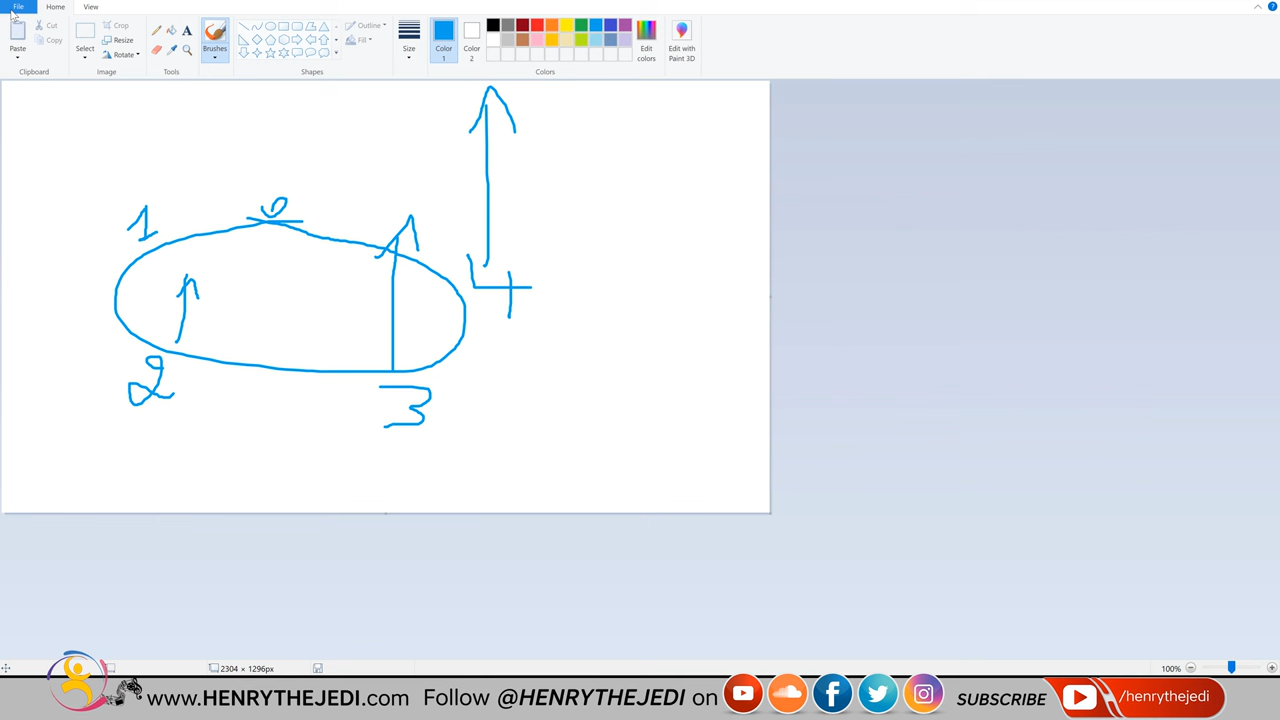 File Home View
Paste
Cut
Copy
Clipboard
Select
Crop
Resize
Rotate
Image
A
Tools
Brushes
Outline
Fill
Shapes
Size
Color 1
Color 2
Edit colors
Edit with Paint 3D
Colors
1
2
3
4
2304 × 1296px
100%
www.HENRYTHEJEDI.com Follow @HENRYTHEJEDI on SUBSCRIBE /henrythejedi